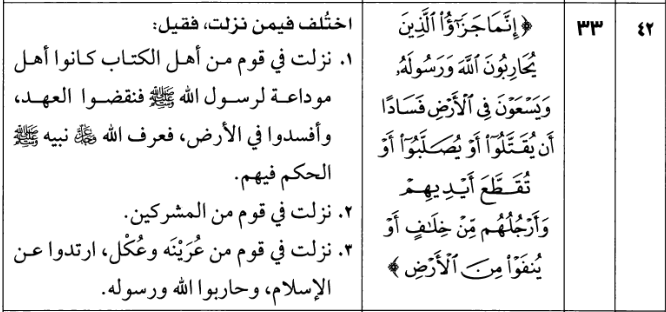 ٤٢
٣٣
﴿ إِنَّمَا جَزَٰٓؤُا۟ ٱلَّذِينَ
يُحَارِبُونَ ٱللَّهَ وَرَسُولَهُۥ
وَيَسْعَوْنَ فِى ٱلْأَرْضِ فَسَادًا
أَن يُقَتَّلُوٓا۟ أَوْ يُصَلَّبُوٓا۟ أَوْ
تُقَطَّعَ أَيْدِيهِمْ
وَأَرْجُلُهُم مِّنْ خِلَٰفٍ أَوْ
يُنفَوْا۟ مِنَ ٱلْأَرْضِ ﴾
اختُلف فيمن نزلت، فقيل:
١. نزلت في قوم من أهل الكتاب كانوا أهل
موادعة لرسول الله ﷺ فنقضوا العهد،
وأفسدوا في الأرض، فعرف الله ﷻ نبيه ﷺ
الحكم فيهم.
٢. نزلت في قوم من المشركين.
٣. نزلت في قوم من عُرَيْنَه وعُكْل، ارتدوا عن
الإسلام، وحاربوا الله ورسوله.